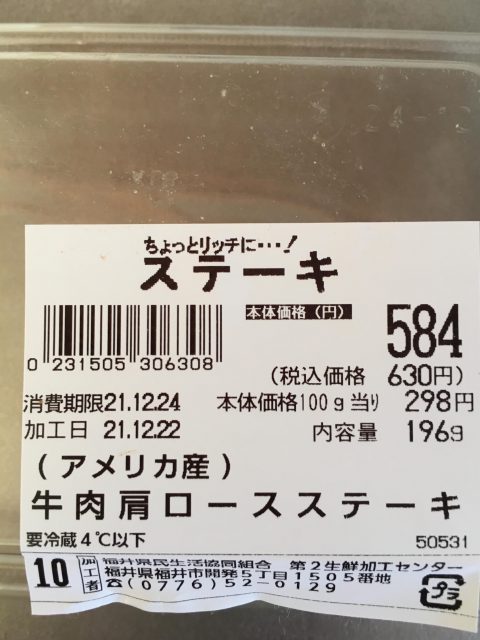 ちょっとリッチに・・・!
ステーキ
本体価格(円) 584
0 231505 306308
(税込価格 630円)
消費期限21.12.24 本体価格100g当り 298円
加工日 21.12.22 内容量 196g
(アメリカ産)
牛肉肩ロースステーキ
要冷蔵4℃以下 50531
10 加工者 福井県民生活協同組合 第2生鮮加工センター
福井県福井市開発5丁目1505番地
☎(0776)52-0129
プラ